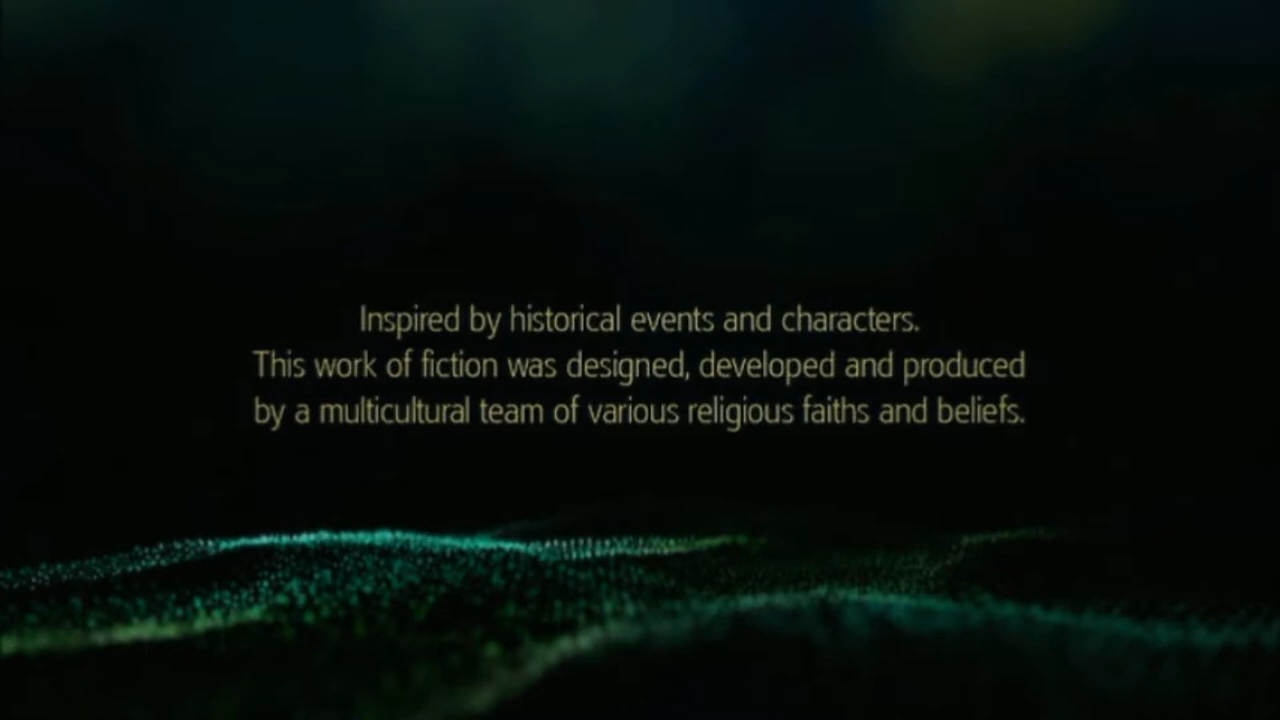 Inspired by historical events and characters.
This work of fiction was designed, developed and produced
by a multicultural team of various religious faiths and beliefs.